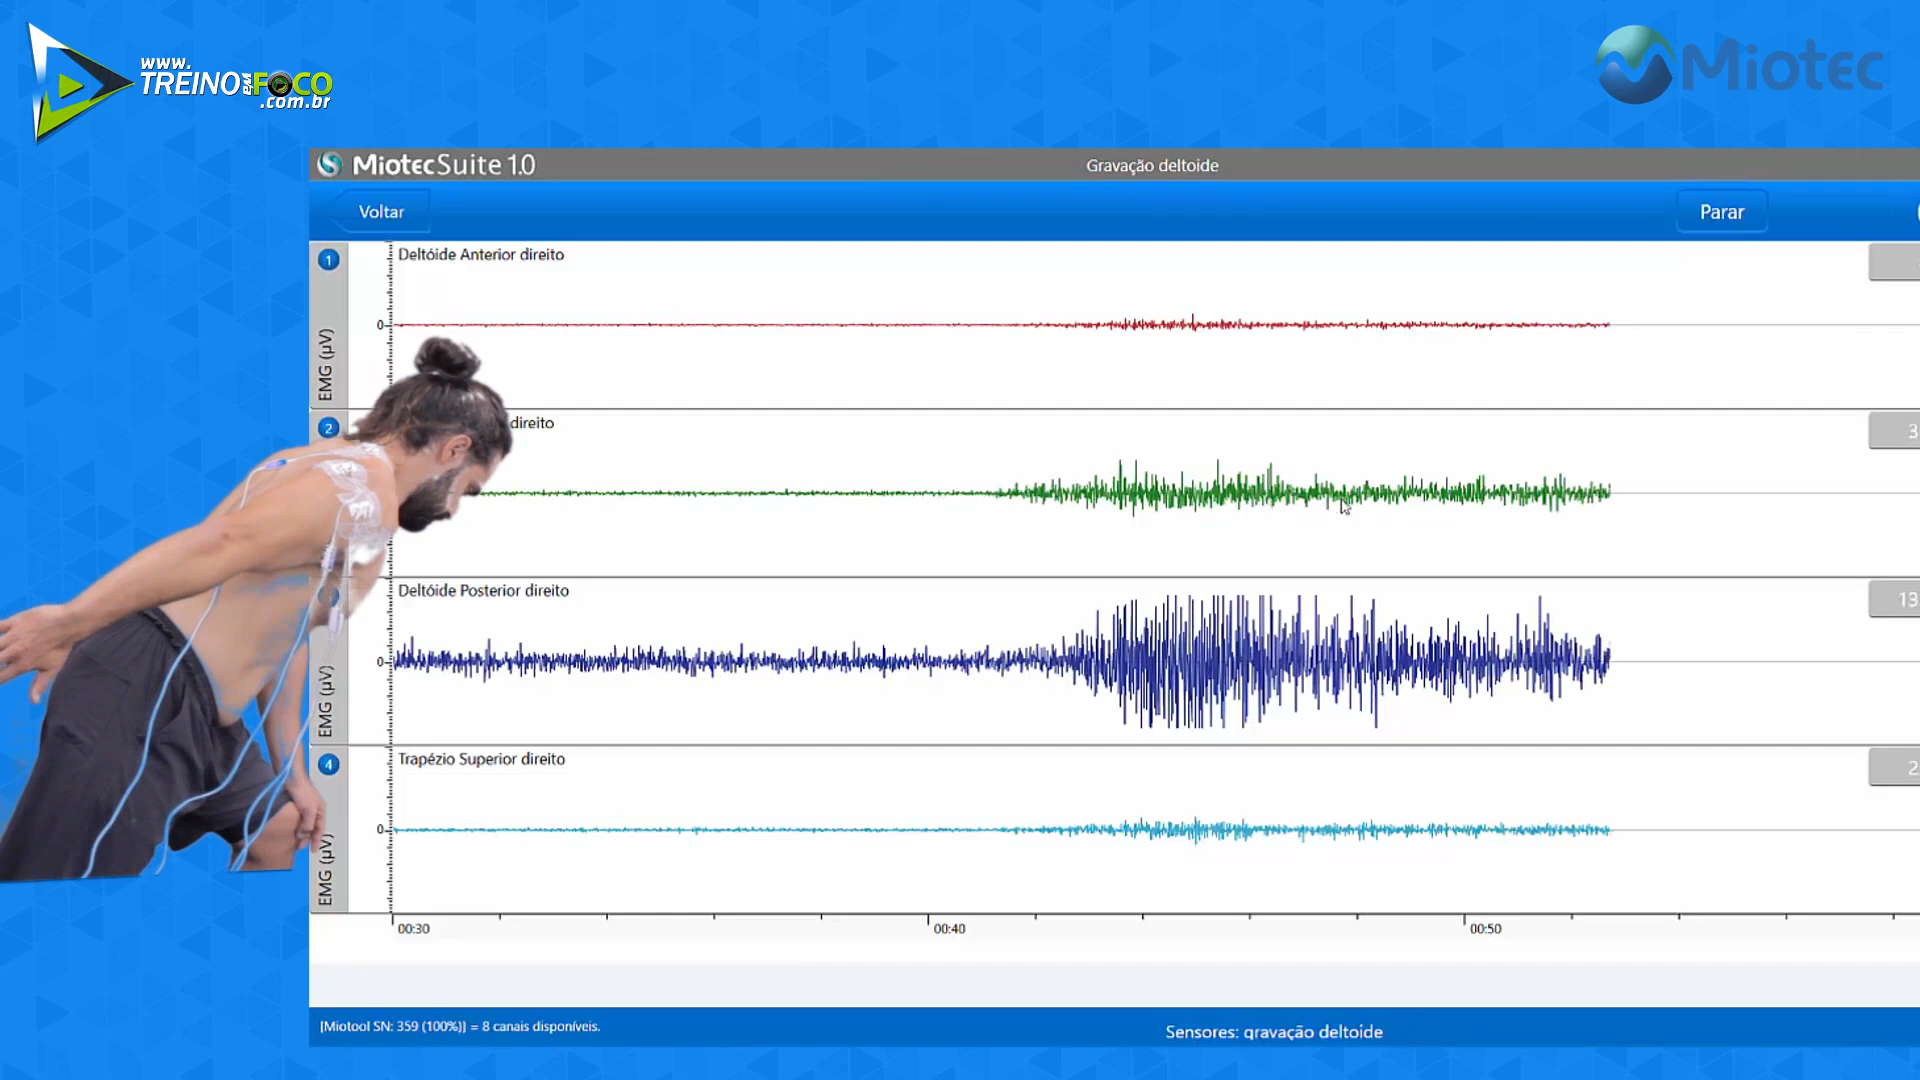 www.
TREINO EM FOCO
.com.br
Miotec
MiotecSuite 1.0
Gravação deltoide
Voltar
Parar
1
Deltóide Anterior direito
0
EMG (µV)
2
direito
3
Deltóide Posterior direito
13
0
EMG (µV)
4
Trapézio Superior direito
2
0
EMG (µV)
00:30
00:40
00:50
[Miotool SN: 359 (100%)] = 8 canais disponíveis.
Sensores: gravação deltoide